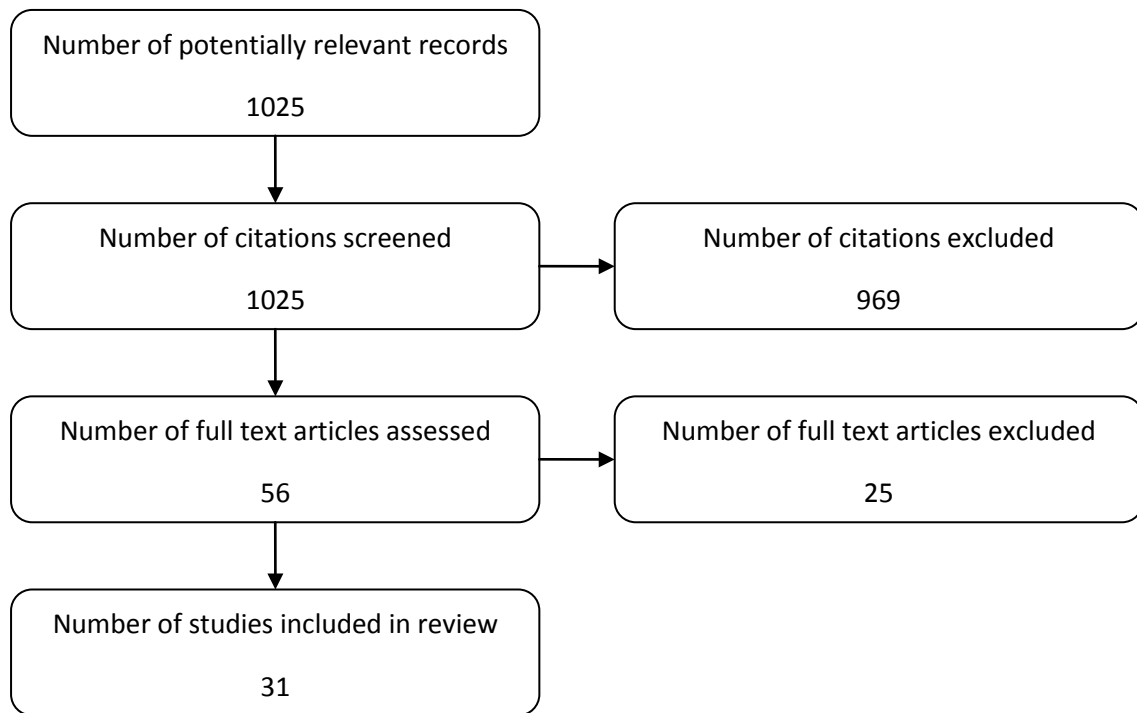 Number of potentially relevant records
1025
Number of citations screened
1025
Number of citations excluded
969
Number of full text articles assessed
56
Number of full text articles excluded
25
Number of studies included in review
31